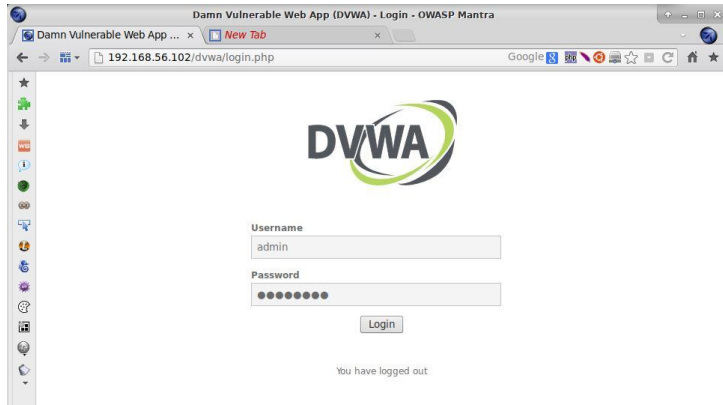 Damn Vulnerable Web App (DVWA) - Login - OWASP Mantra
Damn Vulnerable Web App ... × New Tab ×
192.168.56.102/dvwa/login.php Google
DVWA
Username
admin
Password
●●●●●●●●
Login
You have logged out